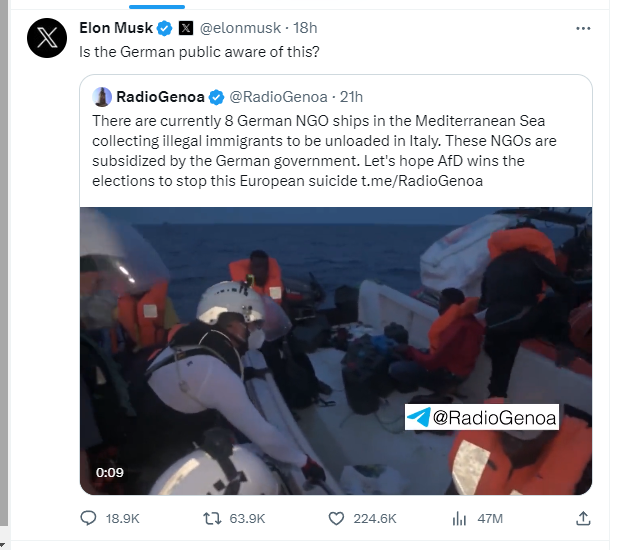 Elon Musk @elonmusk · 18h
Is the German public aware of this?
RadioGenoa @RadioGenoa · 21h
There are currently 8 German NGO ships in the Mediterranean Sea
collecting illegal immigrants to be unloaded in Italy. These NGOs are
subsidized by the German government. Let's hope AfD wins the
elections to stop this European suicide t.me/RadioGenoa
@RadioGenoa
0:09
18.9K 63.9K 224.6K 47M